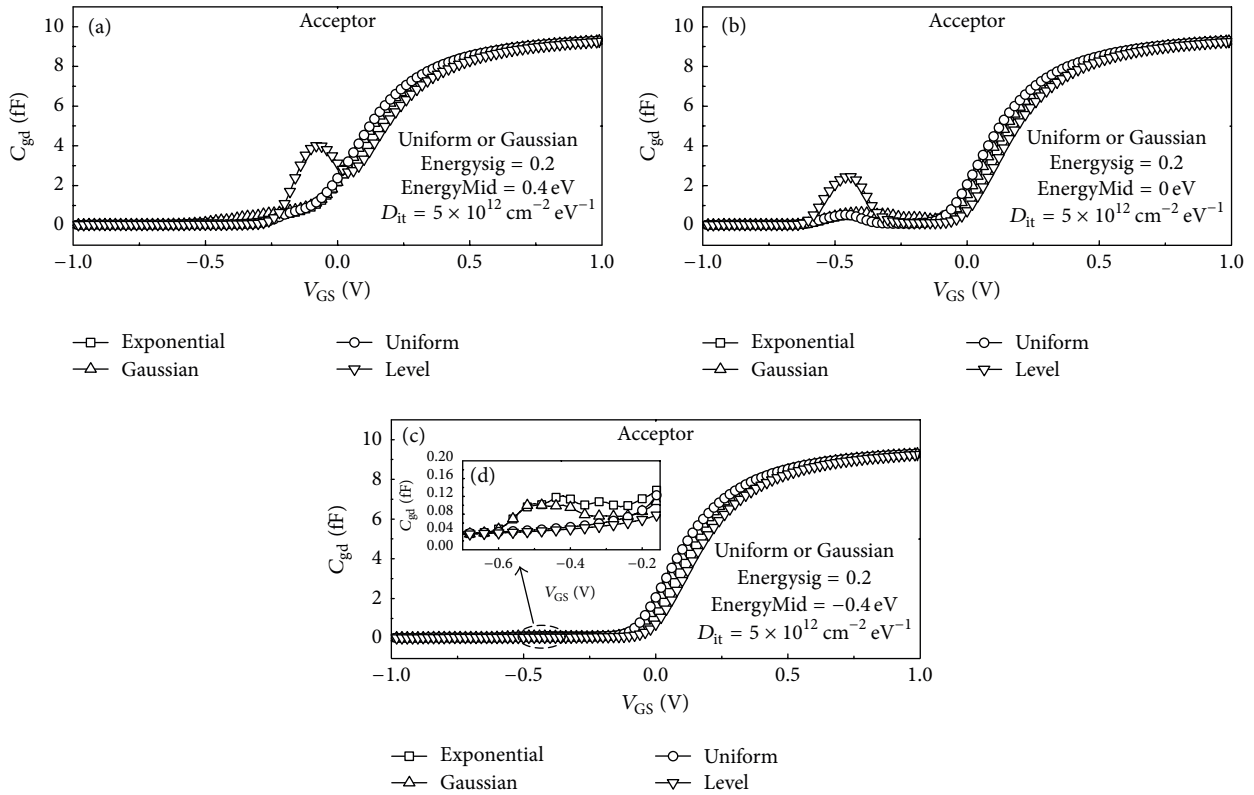 (a)
Acceptor
10
8
6
4
2
0
C_gd (fF)
Uniform or Gaussian
Energysig = 0.2
EnergyMid = 0.4 eV
D_it = 5 × 10^12 cm^−2 eV^−1
−1.0 −0.5 0.0 0.5 1.0
V_GS (V)
Exponential
Gaussian
Uniform
Level
(b)
Acceptor
10
8
6
4
2
0
C_gd (fF)
Uniform or Gaussian
Energysig = 0.2
EnergyMid = 0 eV
D_it = 5 × 10^12 cm^−2 eV^−1
−1.0 −0.5 0.0 0.5 1.0
V_GS (V)
Exponential
Gaussian
Uniform
Level
(c)
Acceptor
10
8
6
4
2
0
C_gd (fF)
(d)
0.20
0.16
0.12
0.08
0.04
0.00
C_gd (fF)
−0.6 −0.4 −0.2
V_GS (V)
Uniform or Gaussian
Energysig = 0.2
EnergyMid = −0.4 eV
D_it = 5 × 10^12 cm^−2 eV^−1
−1.0 −0.5 0.0 0.5 1.0
V_GS (V)
Exponential
Gaussian
Uniform
Level